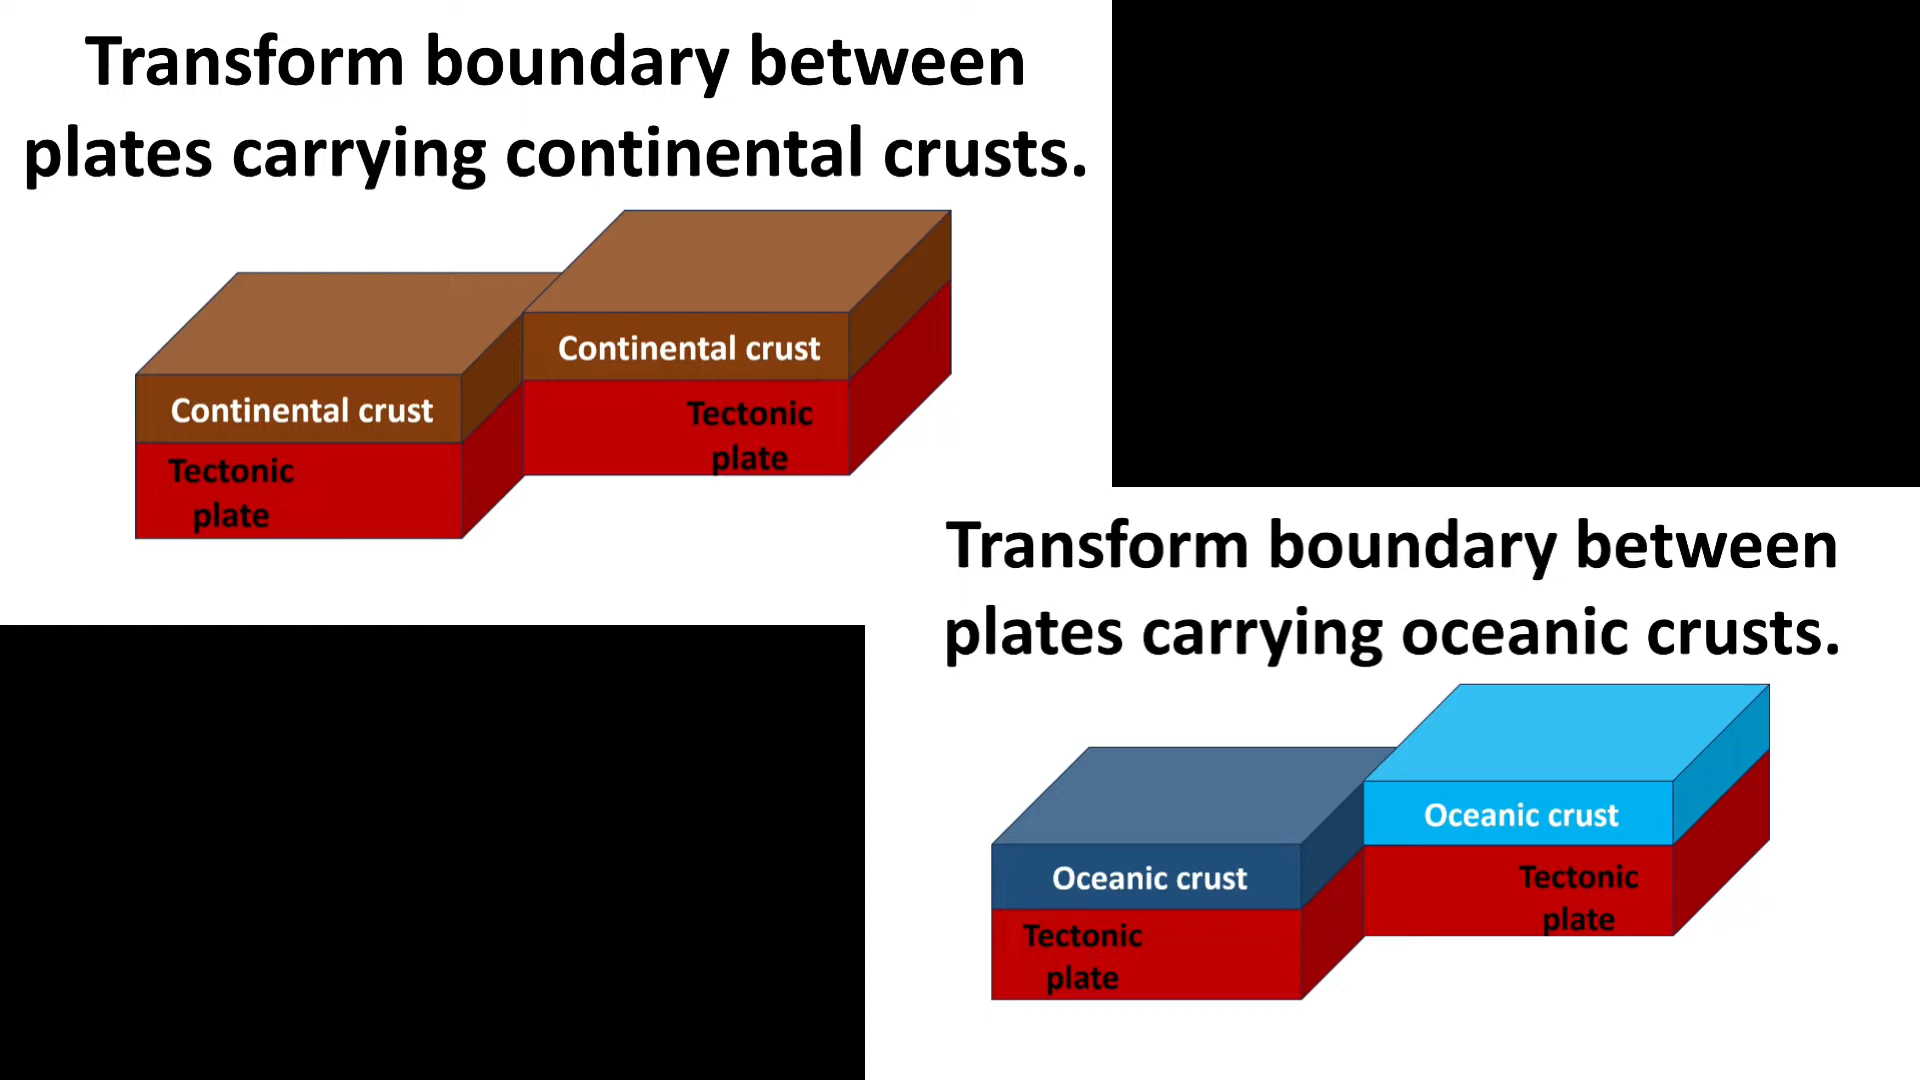 Transform boundary between
plates carrying continental crusts.
Continental crust
Continental crust
Tectonic
plate
Tectonic
plate
Transform boundary between
plates carrying oceanic crusts.
Oceanic crust
Oceanic crust
Tectonic
plate
Tectonic
plate